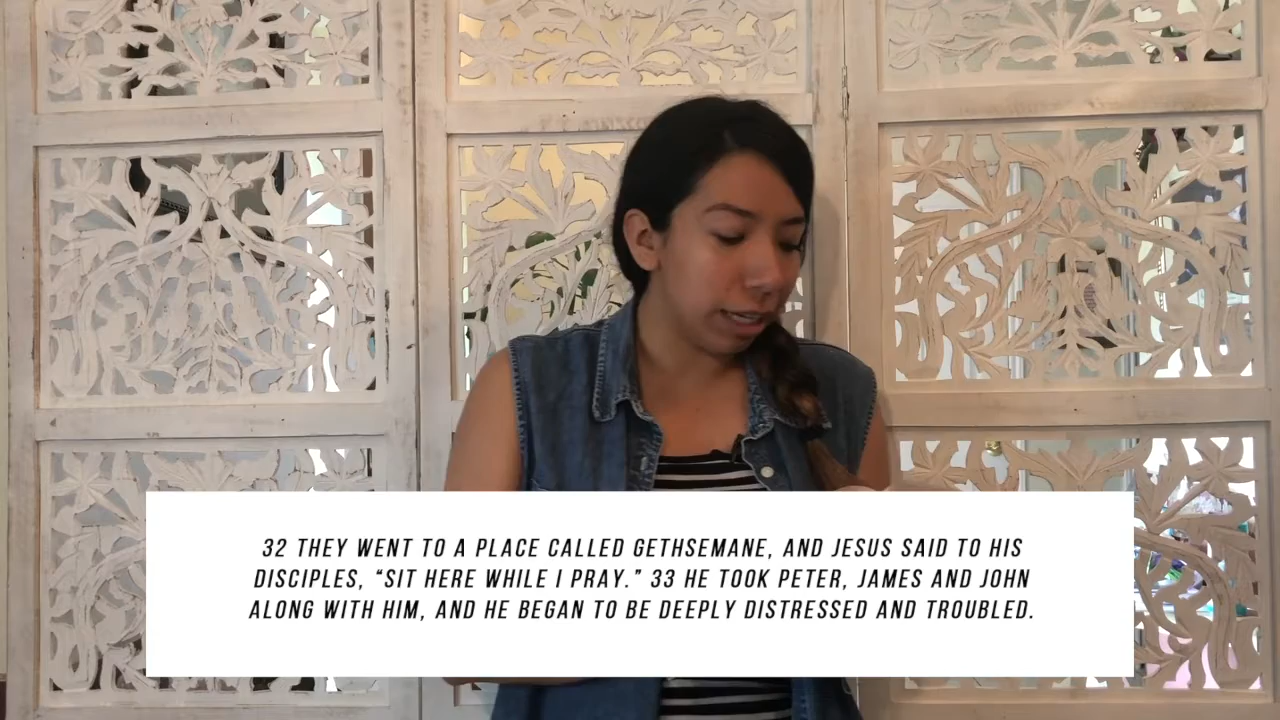 32 THEY WENT TO A PLACE CALLED GETHSEMANE, AND JESUS SAID TO HIS
DISCIPLES, “SIT HERE WHILE I PRAY.” 33 HE TOOK PETER, JAMES AND JOHN
ALONG WITH HIM, AND HE BEGAN TO BE DEEPLY DISTRESSED AND TROUBLED.